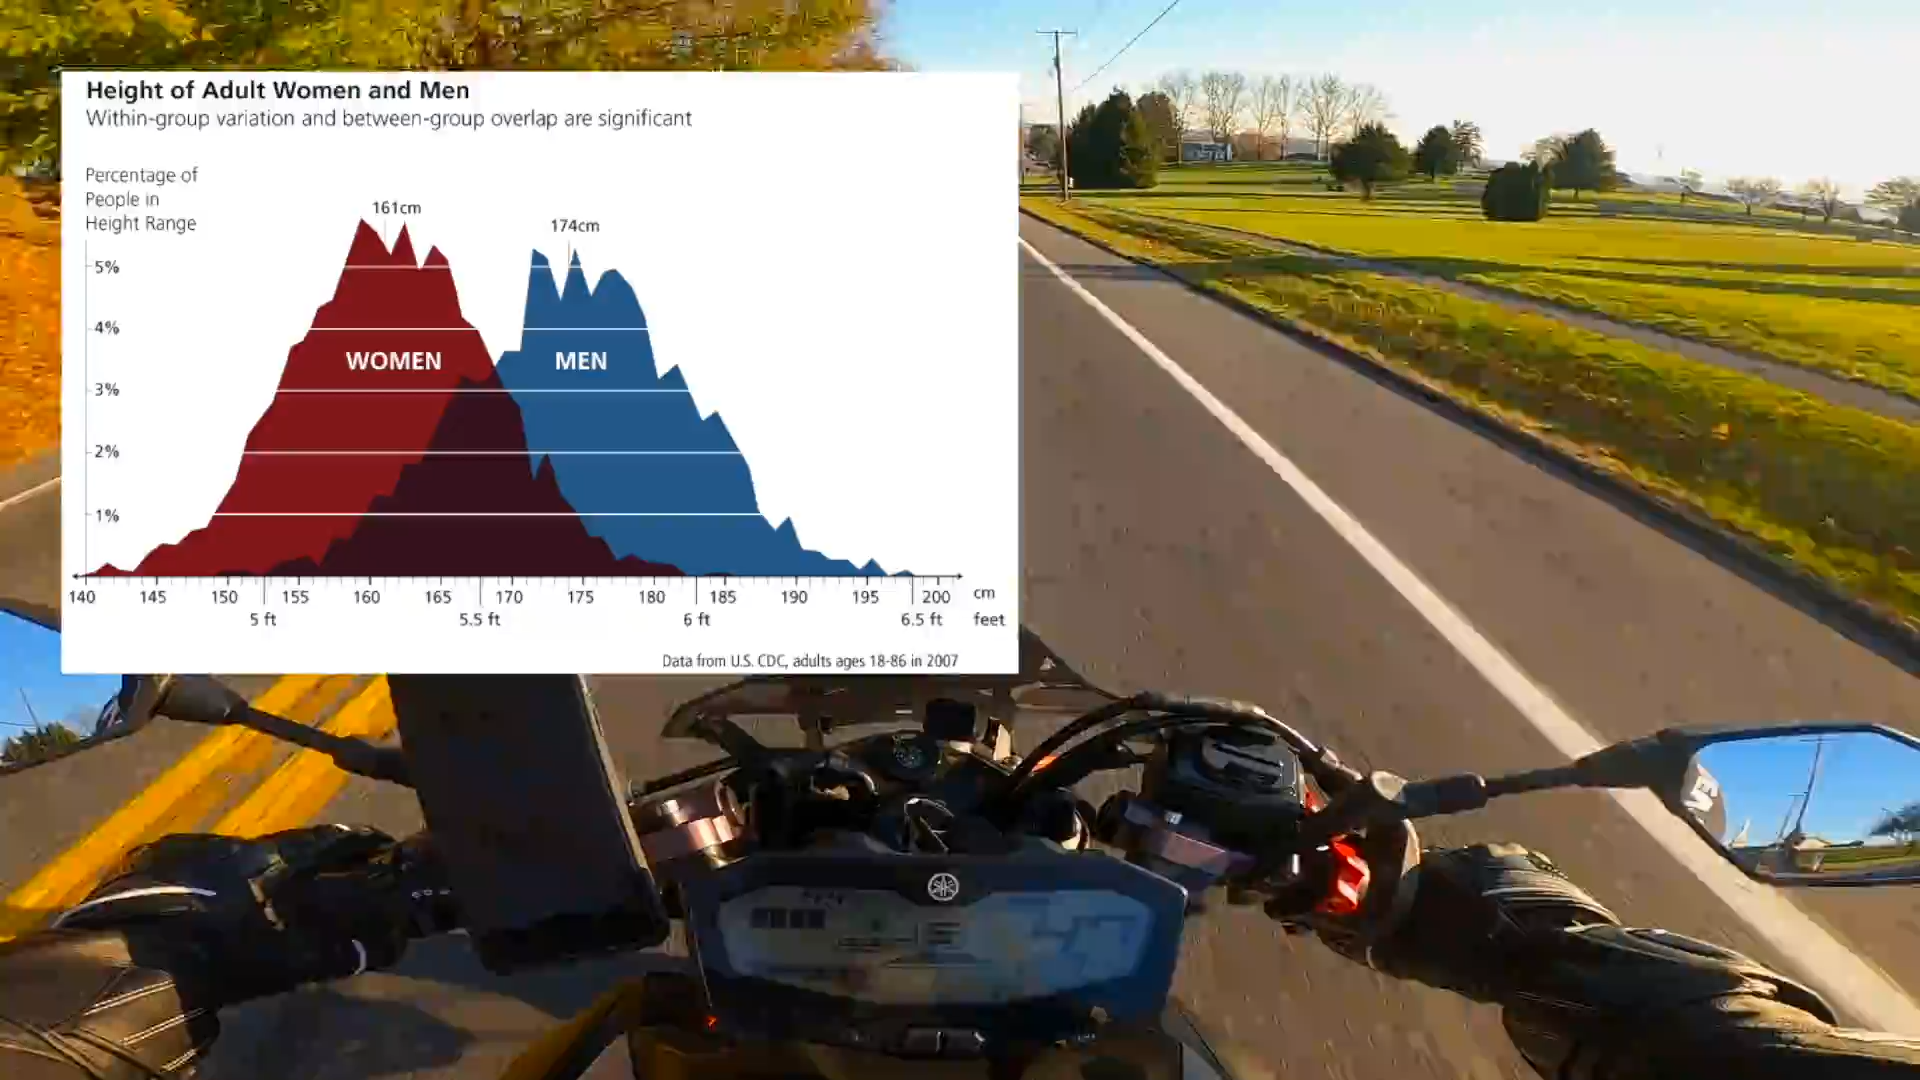 Height of Adult Women and Men
Within-group variation and between-group overlap are significant
Percentage of
People in
Height Range
161cm
174cm
5%
4%
WOMEN
MEN
3%
2%
1%
140 145 150 155 160 165 170 175 180 185 190 195 200 cm
5 ft 5.5 ft 6 ft 6.5 ft feet
Data from U.S. CDC, adults ages 18-86 in 2007